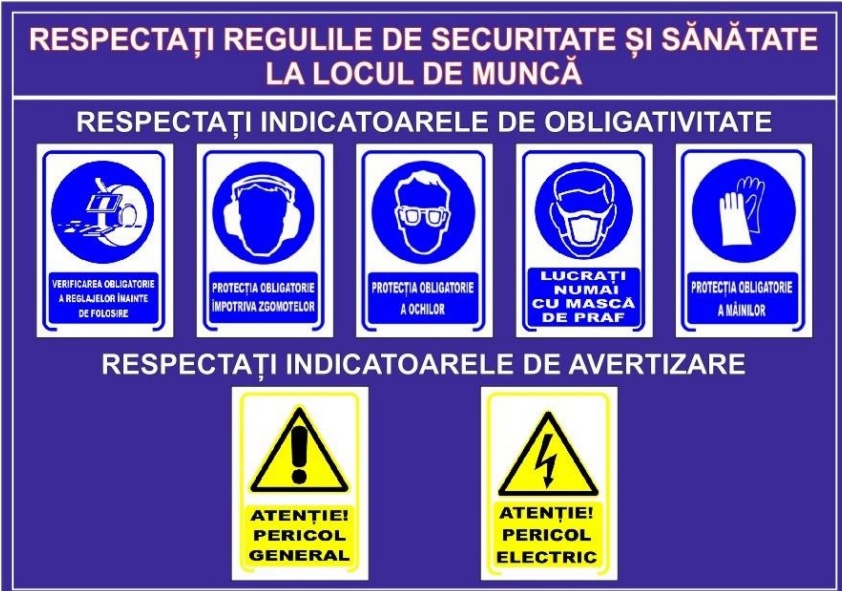 RESPECTAȚI REGULILE DE SECURITATE ȘI SĂNĂTATE
LA LOCUL DE MUNCĂ
RESPECTAȚI INDICATOARELE DE OBLIGATIVITATE
VERIFICAREA OBLIGATORIE
A REGLAJELOR ÎNAINTE
DE FOLOSIRE
PROTECȚIA OBLIGATORIE
ÎMPOTRIVA ZGOMOTELOR
PROTECȚIA OBLIGATORIE
A OCHILOR
LUCRAȚI
NUMAI
CU MASCĂ
DE PRAF
PROTECȚIA OBLIGATORIE
A MÂINILOR
RESPECTAȚI INDICATOARELE DE AVERTIZARE
ATENȚIE!
PERICOL
GENERAL
ATENȚIE!
PERICOL
ELECTRIC